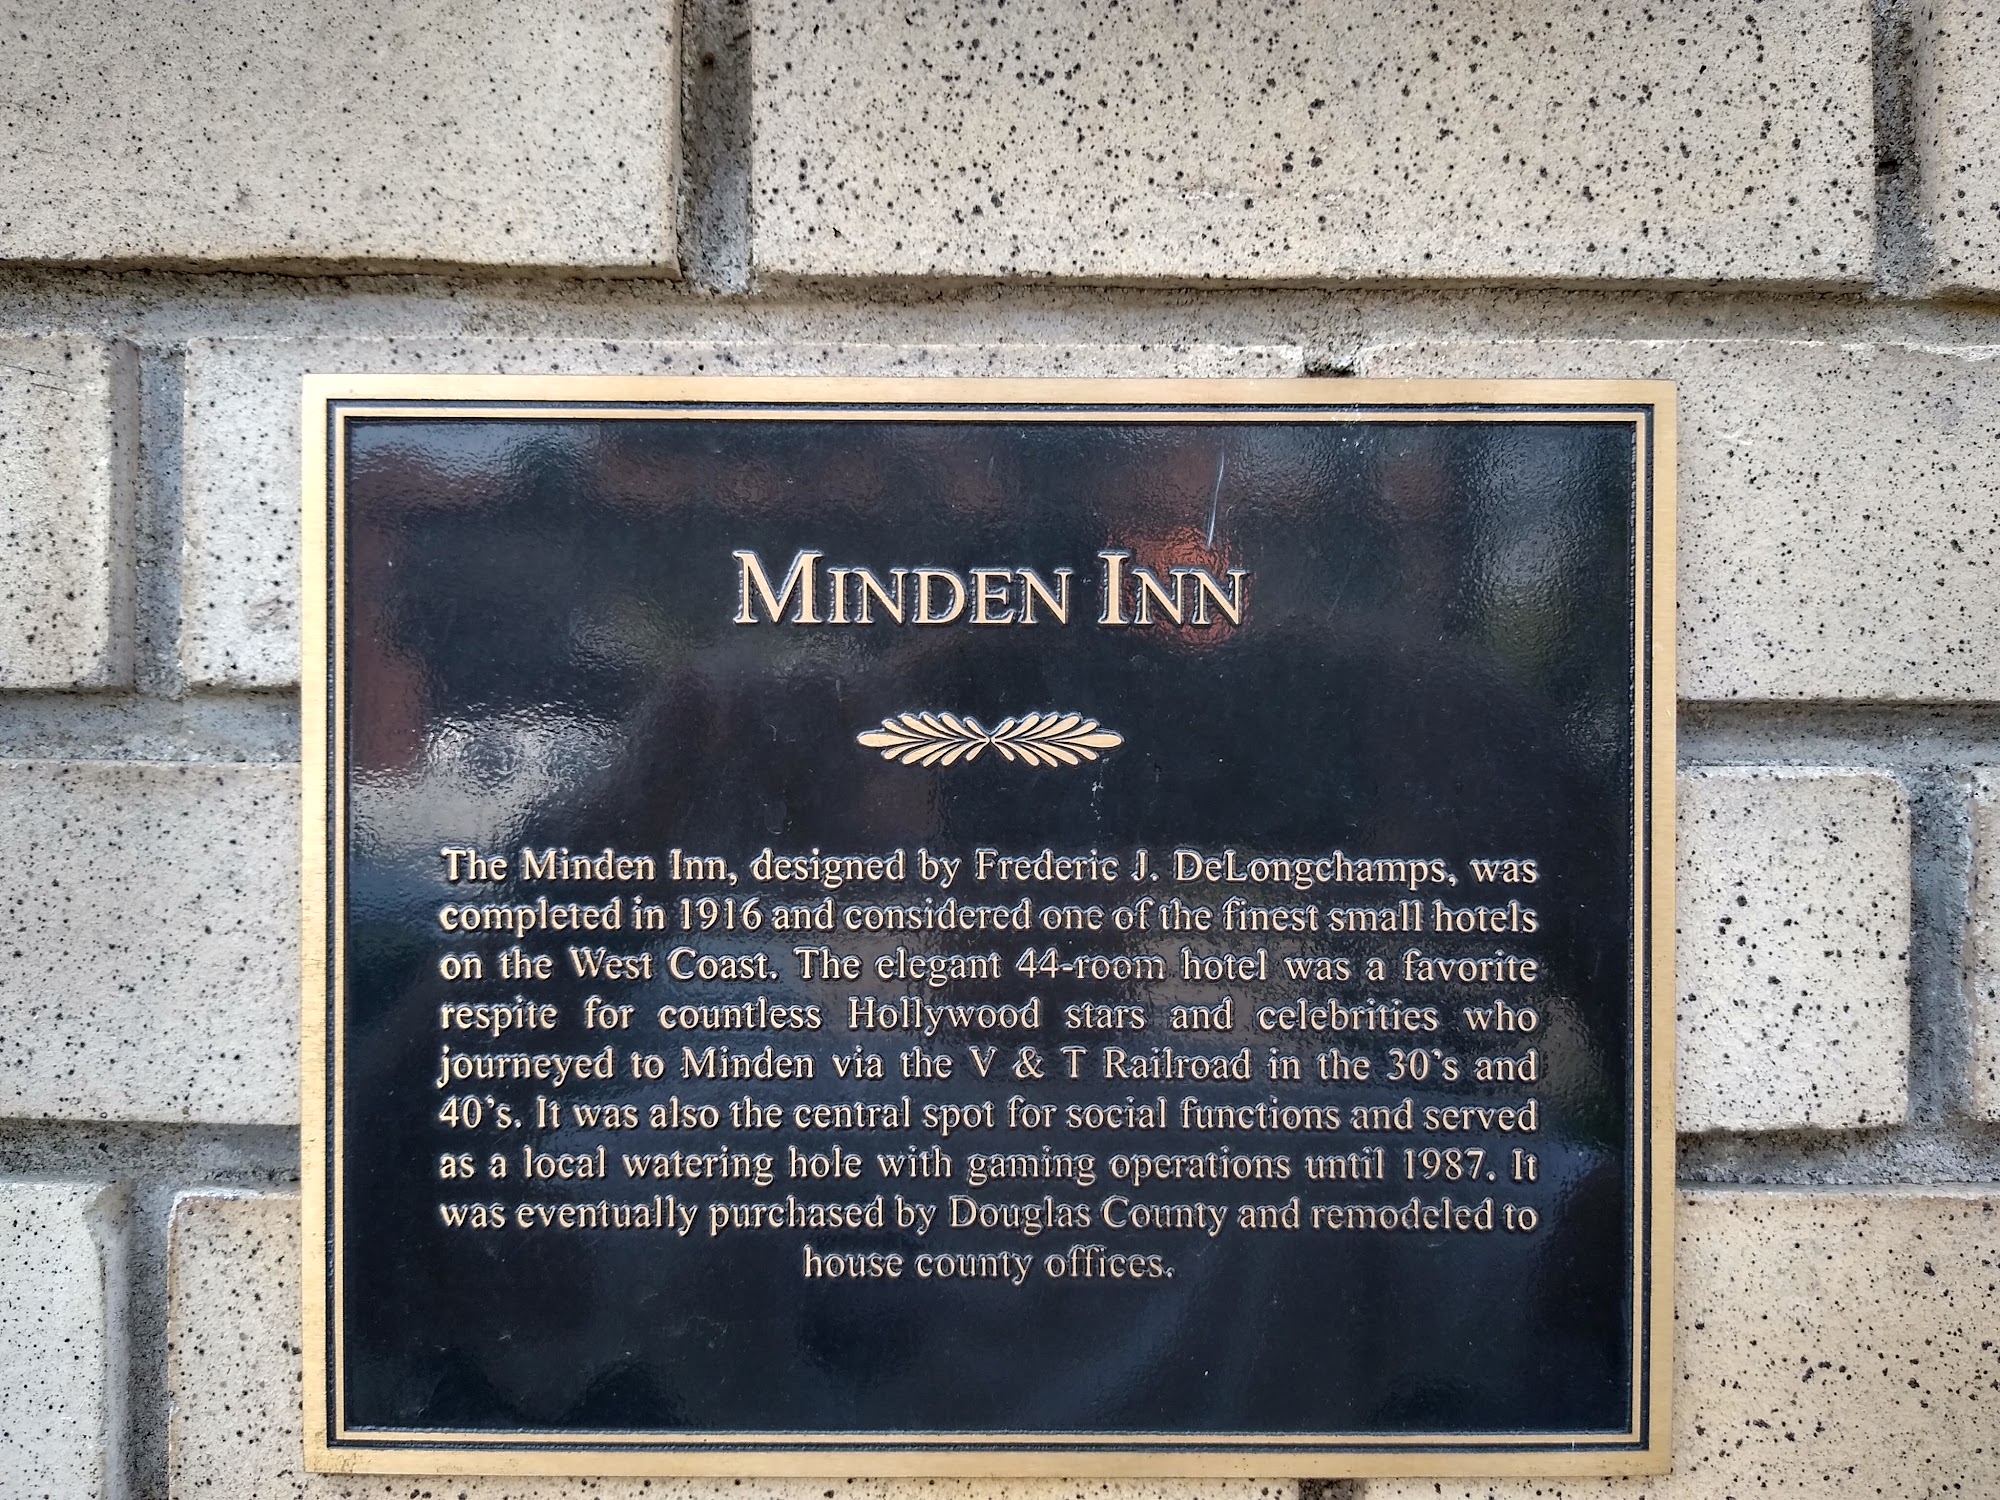 MINDEN INN
The Minden Inn, designed by Frederic J. DeLongchamps, was
completed in 1916 and considered one of the finest small hotels
on the West Coast. The elegant 44-room hotel was a favorite
respite for countless Hollywood stars and celebrities who
journeyed to Minden via the V & T Railroad in the 30's and
40's. It was also the central spot for social functions and served
as a local watering hole with gaming operations until 1987. It
was eventually purchased by Douglas County and remodeled to
house county offices.